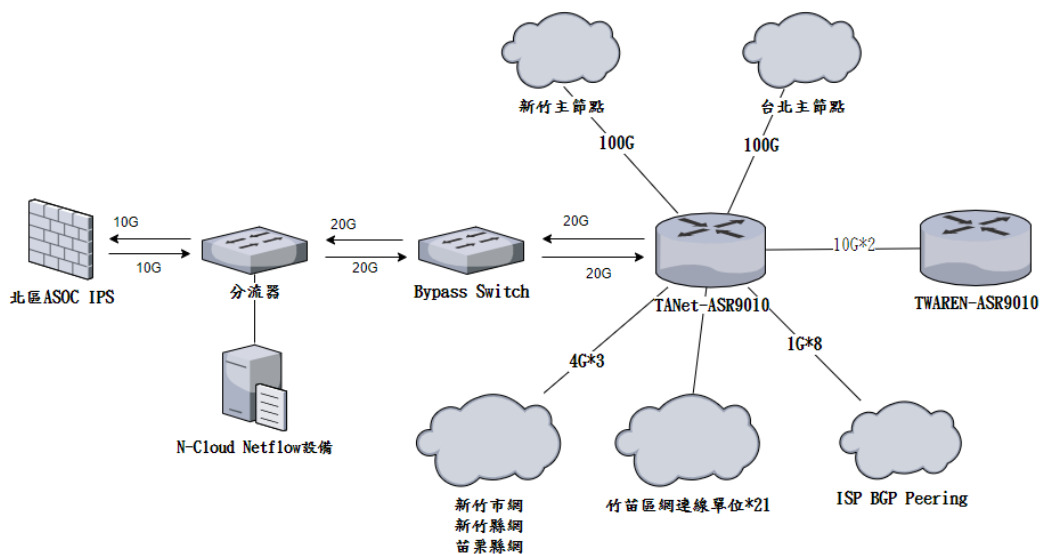 新竹主節點
台北主節點
100G
100G
10G
10G
20G
20G
20G
20G
10G*2
北區ASOC IPS
分流器
Bypass Switch
TANet-ASR9010
TWAREN-ASR9010
4G*3
1G*8
N-Cloud Netflow設備
新竹市網
新竹縣網
苗栗縣網
竹苗區網連線單位*21
ISP BGP Peering